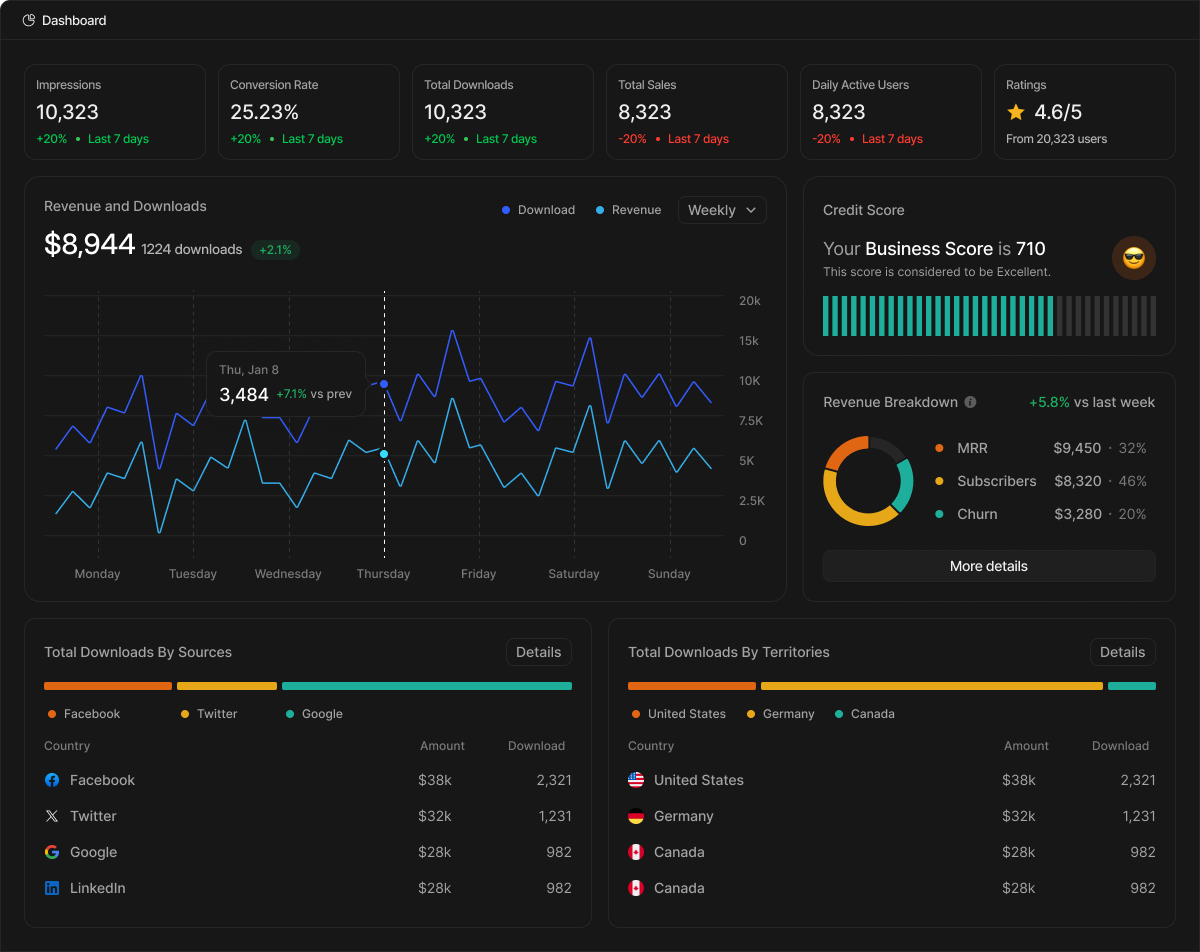 Dashboard
Impressions
10,323
+20% • Last 7 days
Conversion Rate
25.23%
+20% • Last 7 days
Total Downloads
10,323
+20% • Last 7 days
Total Sales
8,323
-20% • Last 7 days
Daily Active Users
8,323
-20% • Last 7 days
Ratings
4.6/5
From 20,323 users
Revenue and Downloads
$8,944 1224 downloads +2.1%
Download Revenue Weekly
20k
15k
10K
7.5K
5K
2.5K
0
Thu, Jan 8
3,484 +7.1% vs prev
Monday Tuesday Wednesday Thursday Friday Saturday Sunday
Credit Score
Your Business Score is 710
This score is considered to be Excellent.
Revenue Breakdown +5.8% vs last week
MRR $9,450 · 32%
Subscribers $8,320 · 46%
Churn $3,280 · 20%
More details
Total Downloads By Sources Details
Facebook Twitter Google
Country Amount Download
Facebook $38k 2,321
Twitter $32k 1,231
Google $28k 982
LinkedIn $28k 982
Total Downloads By Territories Details
United States Germany Canada
Country Amount Download
United States $38k 2,321
Germany $32k 1,231
Canada $28k 982
Canada $28k 982